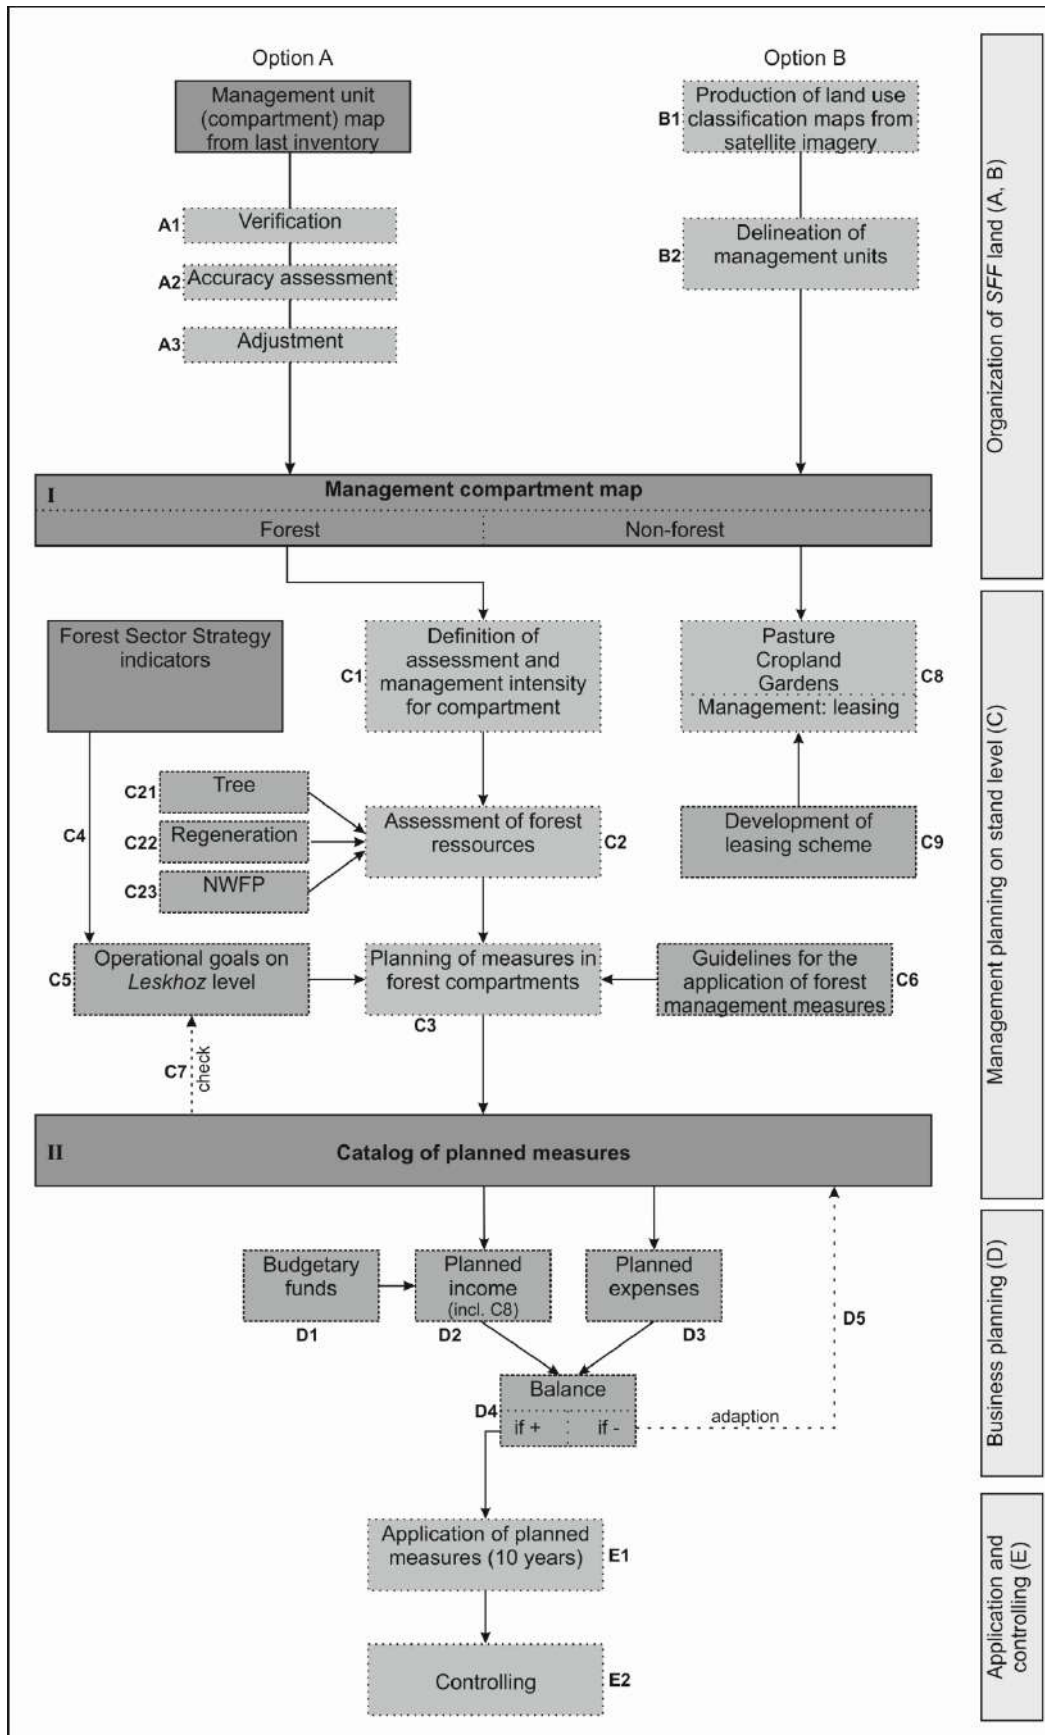 Option A
Management unit
(compartment) map
from last inventory
A1 Verification
A2 Accuracy assessment
A3 Adjustment
Option B
B1 Production of land use
classification maps from
satellite imagery
B2 Delineation of
management units
Organization of SFF land (A, B)
I Management compartment map
Forest
Non-forest
Forest Sector Strategy
indicators
C1 Definition of
assessment and
management intensity
for compartment
Pasture
Cropland
Gardens
C8
Management: leasing
C21 Tree
C22 Regeneration
C23 NWFP
C4
Assessment of forest
ressources
C2
Development of
leasing scheme
C9
C5 Operational goals on
Leskhoz level
Planning of measures in
forest compartments
C3
Guidelines for the
application of forest
management measures
C6
C7 check
Management planning on stand level (C)
II Catalog of planned measures
Budgetary
funds
D1
Planned
income
(incl. C8)
D2
Planned
expenses
D3
D4 Balance
if + if -
adaption
D5
Business planning (D)
Application of planned
measures (10 years)
E1
Controlling
E2
Application and
controlling (E)